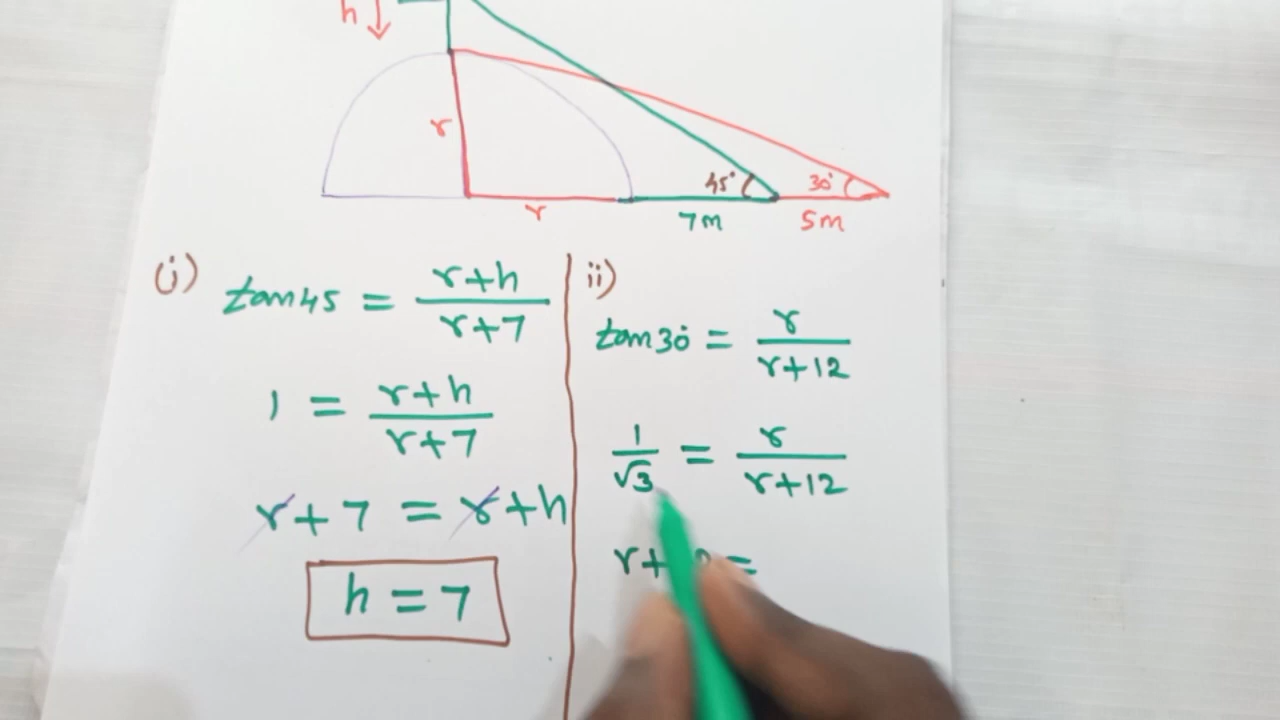 h
r
45° 30°
r 7m 5m
(i) tan45 = r+h / r+7
1 = r+h / r+7
r+7 = r+h
h = 7
ii)
tan30° = r / r+12
1/√3 = r / r+12
r+ =